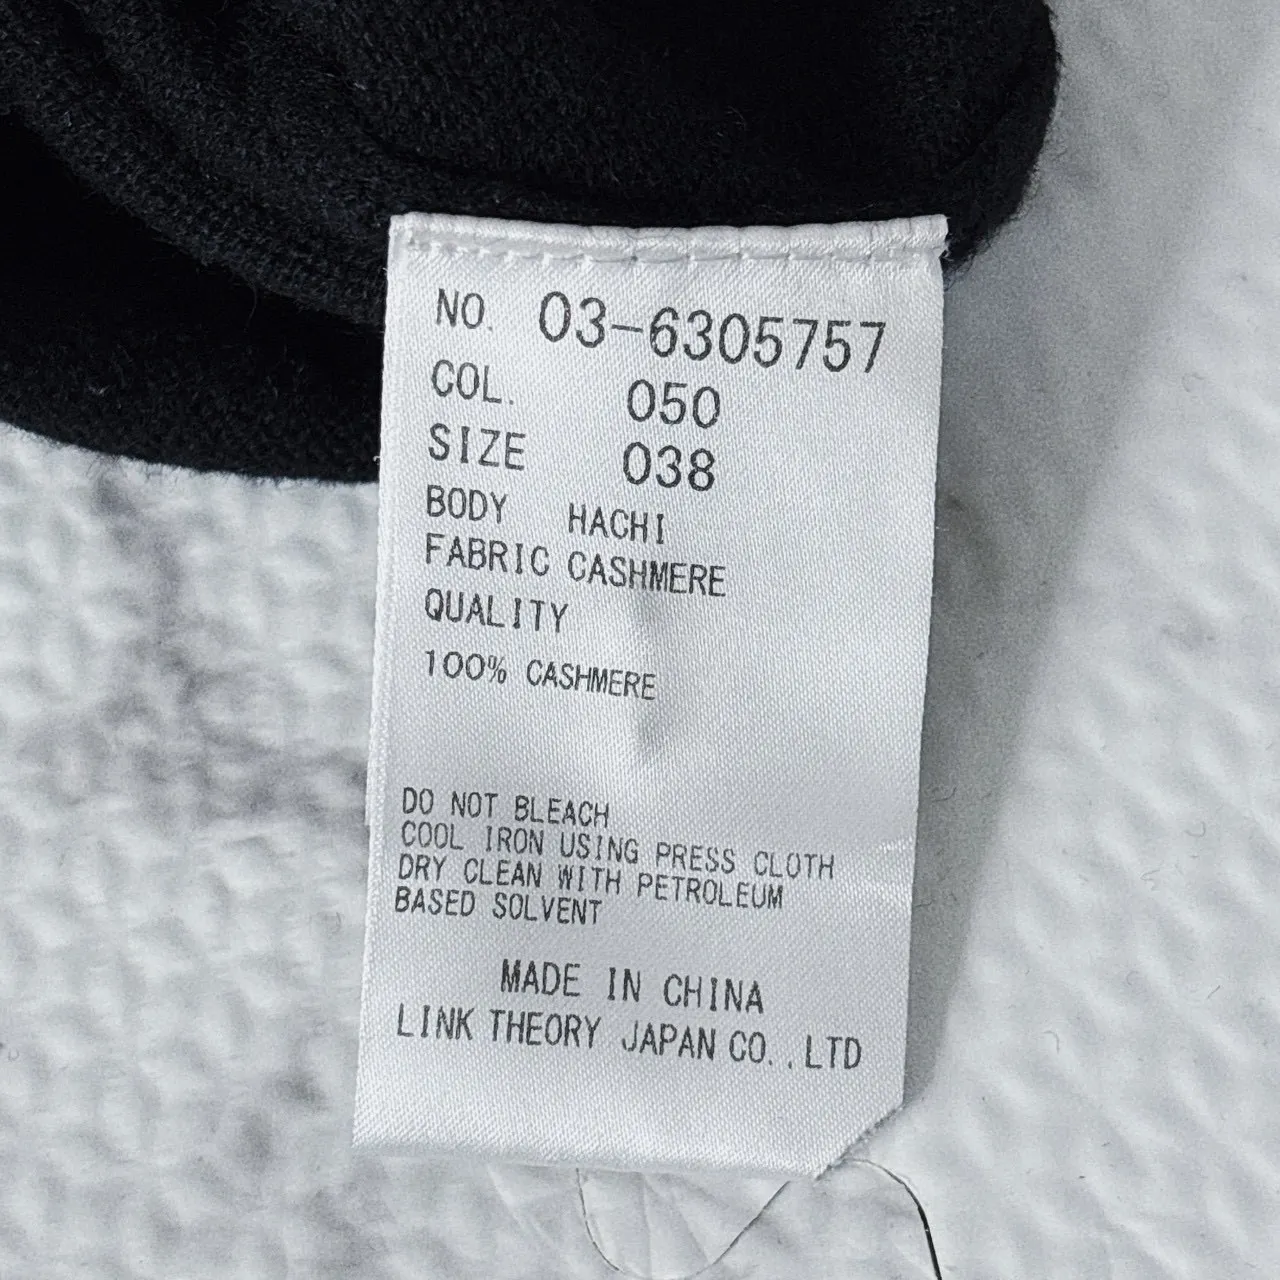 NO. 03-6305757
COL. 050
SIZE 038
BODY HACHI
FABRIC CASHMERE
QUALITY
100% CASHMERE
DO NOT BLEACH
COOL IRON USING PRESS CLOTH
DRY CLEAN WITH PETROLEUM
BASED SOLVENT
MADE IN CHINA
LINK THEORY JAPAN CO.,LTD